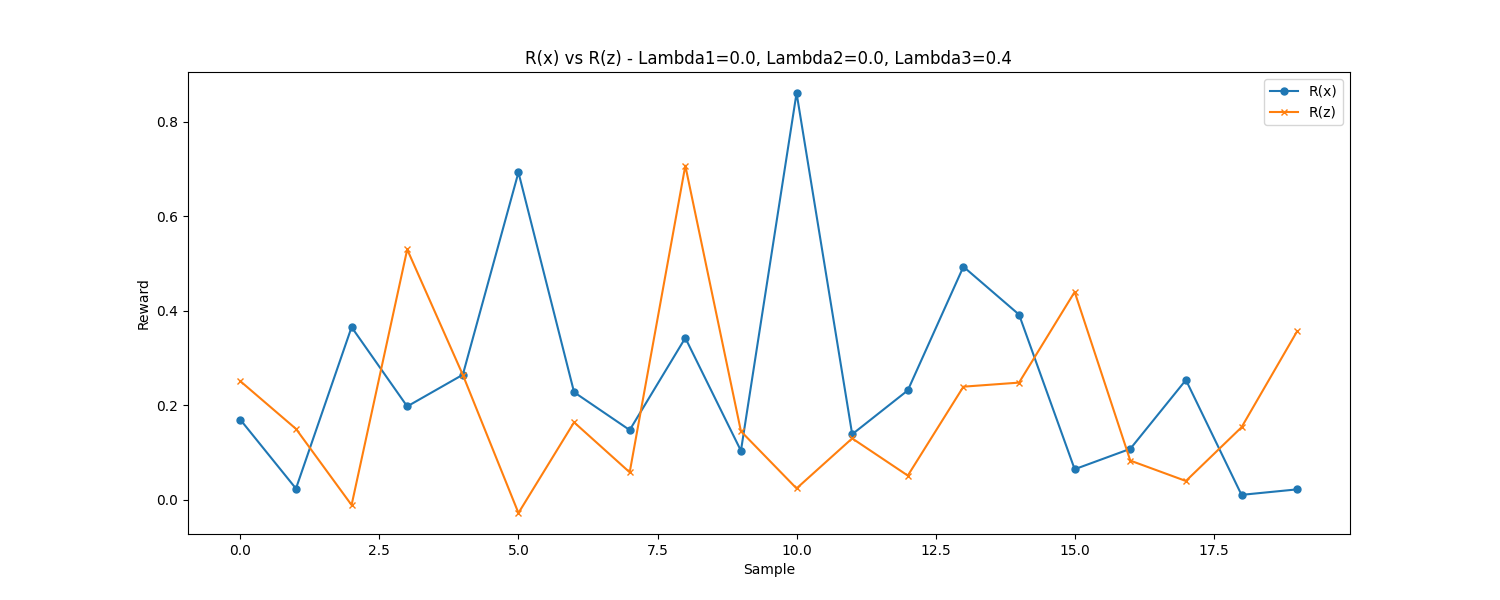 R(x) vs R(z) - Lambda1=0.0, Lambda2=0.0, Lambda3=0.4
R(x)
R(z)
Reward
0.8
0.6
0.4
0.2
0.0
0.0 2.5 5.0 7.5 10.0 12.5 15.0 17.5
Sample